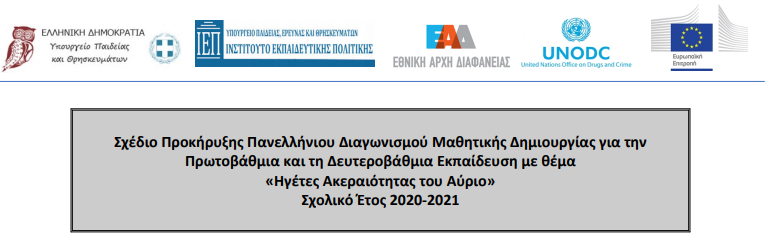 ΕΛΛΗΝΙΚΗ ΔΗΜΟΚΡΑΤΙΑ
Υπουργείο Παιδείας
και Θρησκευμάτων
ΙΕΠ
ΥΠΟΥΡΓΕΙΟ ΠΑΙΔΕΙΑΣ, ΕΡΕΥΝΑΣ ΚΑΙ ΘΡΗΣΚΕΥΜΑΤΩΝ
ΙΝΣΤΙΤΟΥΤΟ ΕΚΠΑΙΔΕΥΤΙΚΗΣ ΠΟΛΙΤΙΚΗΣ
ΕΑΔ
ΕΘΝΙΚΗ ΑΡΧΗ ΔΙΑΦΑΝΕΙΑΣ
UNODC
United Nations Office on Drugs and Crime
Ευρωπαϊκή
Επιτροπή
Σχέδιο Προκήρυξης Πανελλήνιου Διαγωνισμού Μαθητικής Δημιουργίας για την
Πρωτοβάθμια και τη Δευτεροβάθμια Εκπαίδευση με θέμα
«Ηγέτες Ακεραιότητας του Αύριο»
Σχολικό Έτος 2020-2021